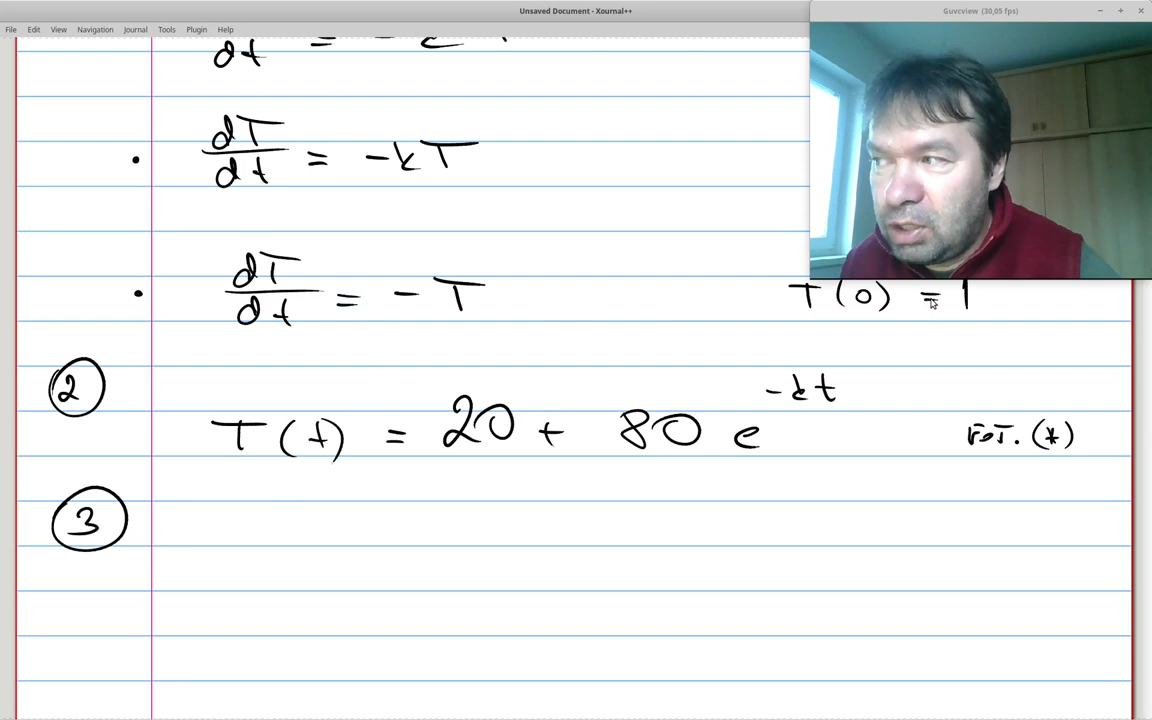 Unsaved Document - Xournal++
Guvcview (30,05 fps)
File Edit View Navigation Journal Tools Plugin Help
dt = -
· dT/dt = -kT
· dT/dt = - T T(0) = 1
2
T(t) = 20 + 80 e^-kt (*)
3